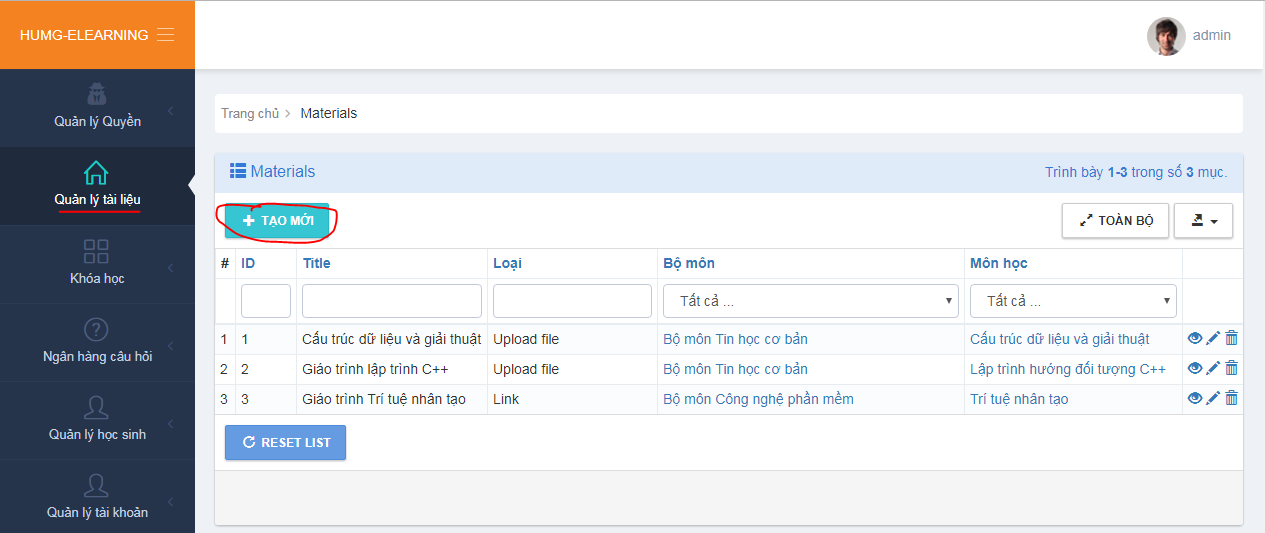 HUMG-ELEARNING
admin
Quản lý Quyền
Quản lý tài liệu
Khóa học
Ngân hàng câu hỏi
Quản lý học sinh
Quản lý tài khoản
Trang chủ > Materials
Materials
Trình bày 1-3 trong số 3 mục.
+ TẠO MỚI
TOÀN BỘ
# ID Title Loại Bộ môn Môn học
Tất cả ... Tất cả ...
1 1 Cấu trúc dữ liệu và giải thuật Upload file Bộ môn Tin học cơ bản Cấu trúc dữ liệu và giải thuật
2 2 Giáo trình lập trình C++ Upload file Bộ môn Tin học cơ bản Lập trình hướng đối tượng C++
3 3 Giáo trình Trí tuệ nhân tạo Link Bộ môn Công nghệ phần mềm Trí tuệ nhân tạo
RESET LIST